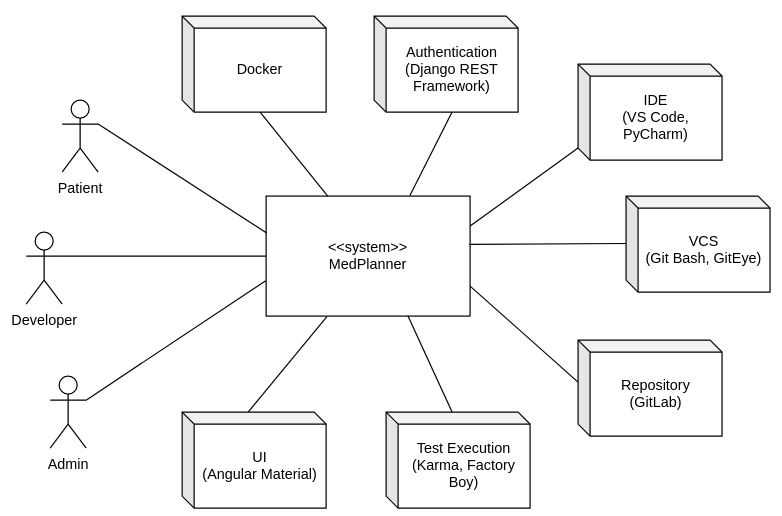 Docker
Authentication
(Django REST
Framework)
IDE
(VS Code,
PyCharm)
Patient
<<system>>
MedPlanner
VCS
(Git Bash, GitEye)
Developer
Repository
(GitLab)
Admin
UI
(Angular Material)
Test Execution
(Karma, Factory
Boy)